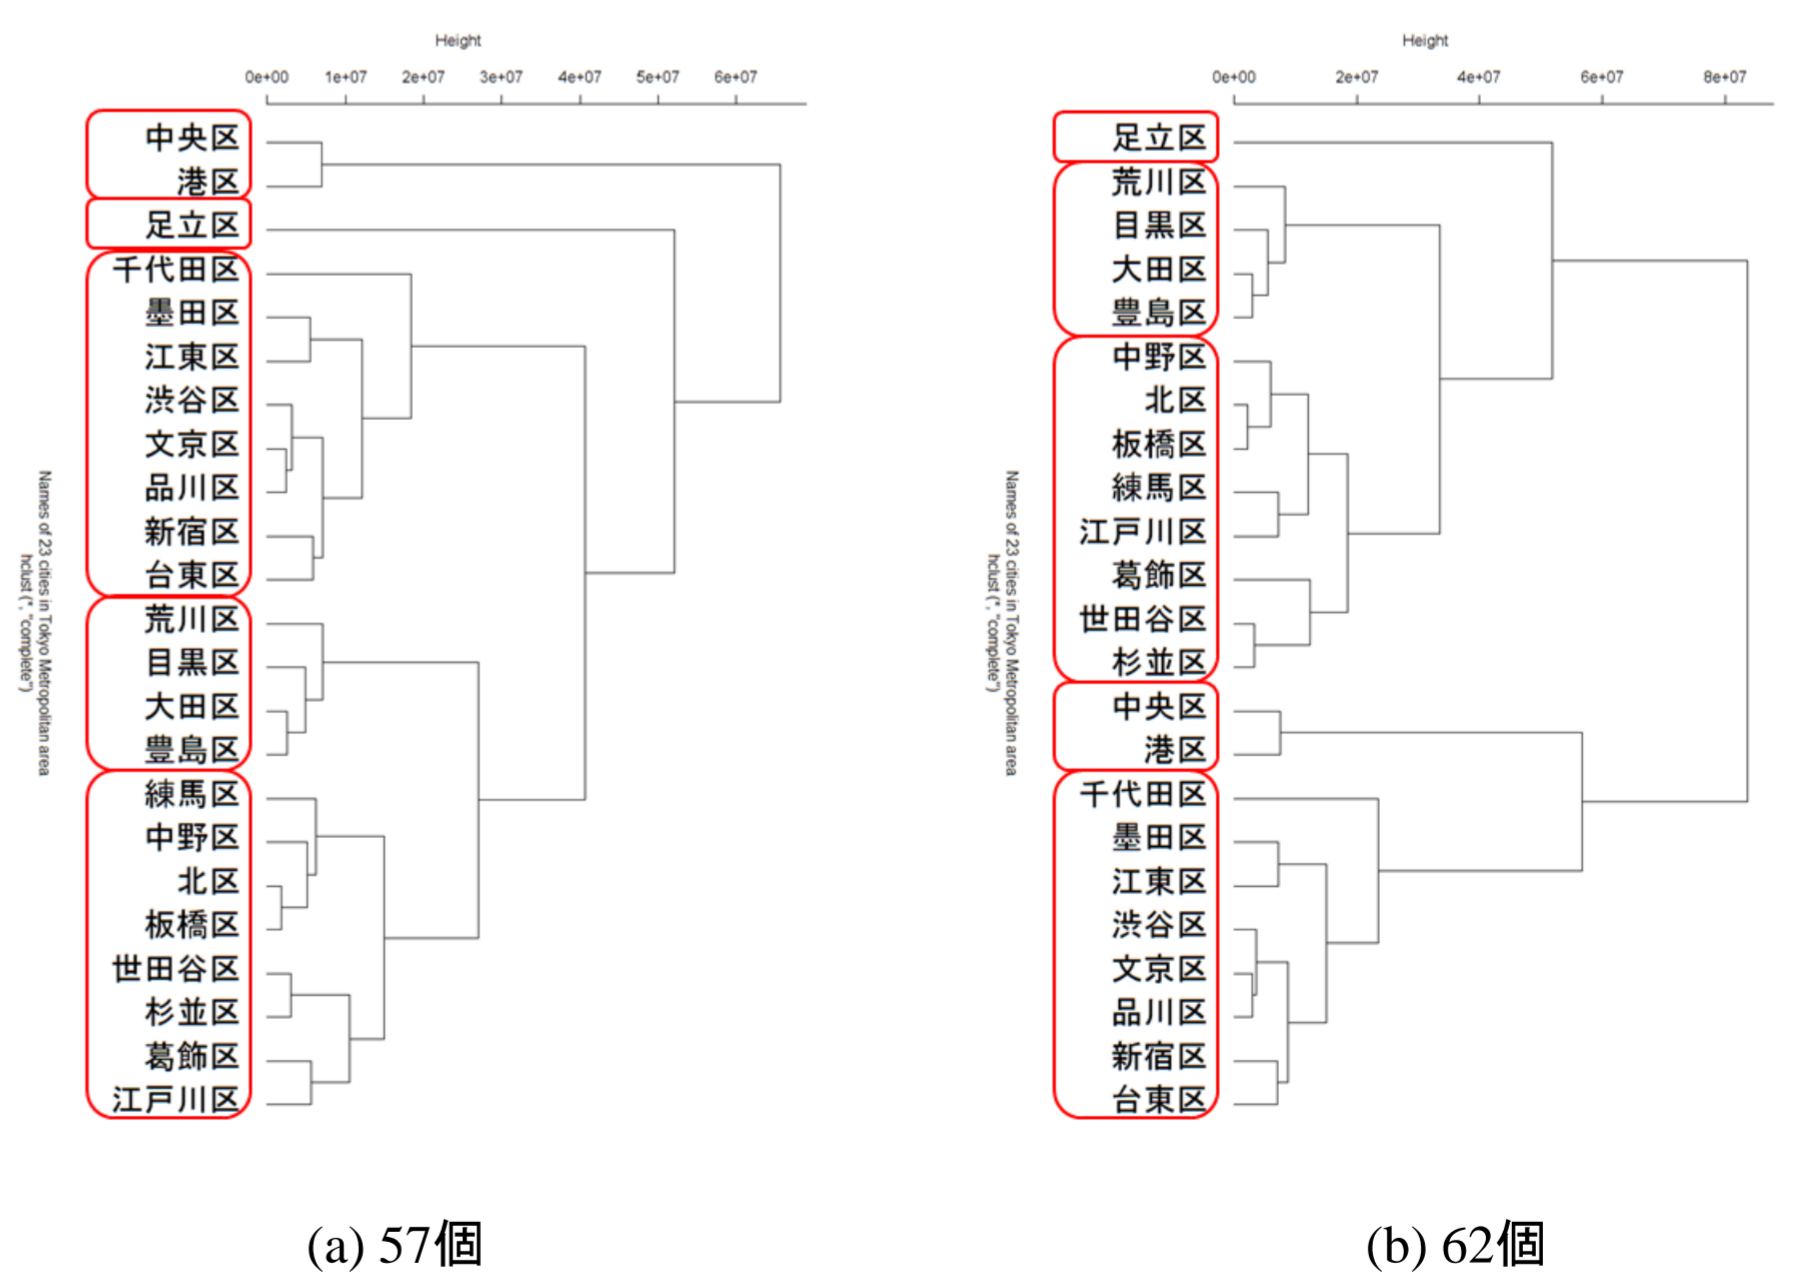 Height
0e+00 1e+07 2e+07 3e+07 4e+07 5e+07 6e+07
中央区
港区
足立区
千代田区
墨田区
江東区
渋谷区
文京区
品川区
新宿区
台東区
荒川区
目黒区
大田区
豊島区
練馬区
中野区
北区
板橋区
世田谷区
杉並区
葛飾区
江戸川区
Names of 23 cities in Tokyo Metropolitan area
hclust (*, "complete")
(a) 57個
Height
0e+00 2e+07 4e+07 6e+07 8e+07
足立区
荒川区
目黒区
大田区
豊島区
中野区
北区
板橋区
練馬区
江戸川区
葛飾区
世田谷区
杉並区
中央区
港区
千代田区
墨田区
江東区
渋谷区
文京区
品川区
新宿区
台東区
Names of 23 cities in Tokyo Metropolitan area
hclust (*, "complete")
(b) 62個